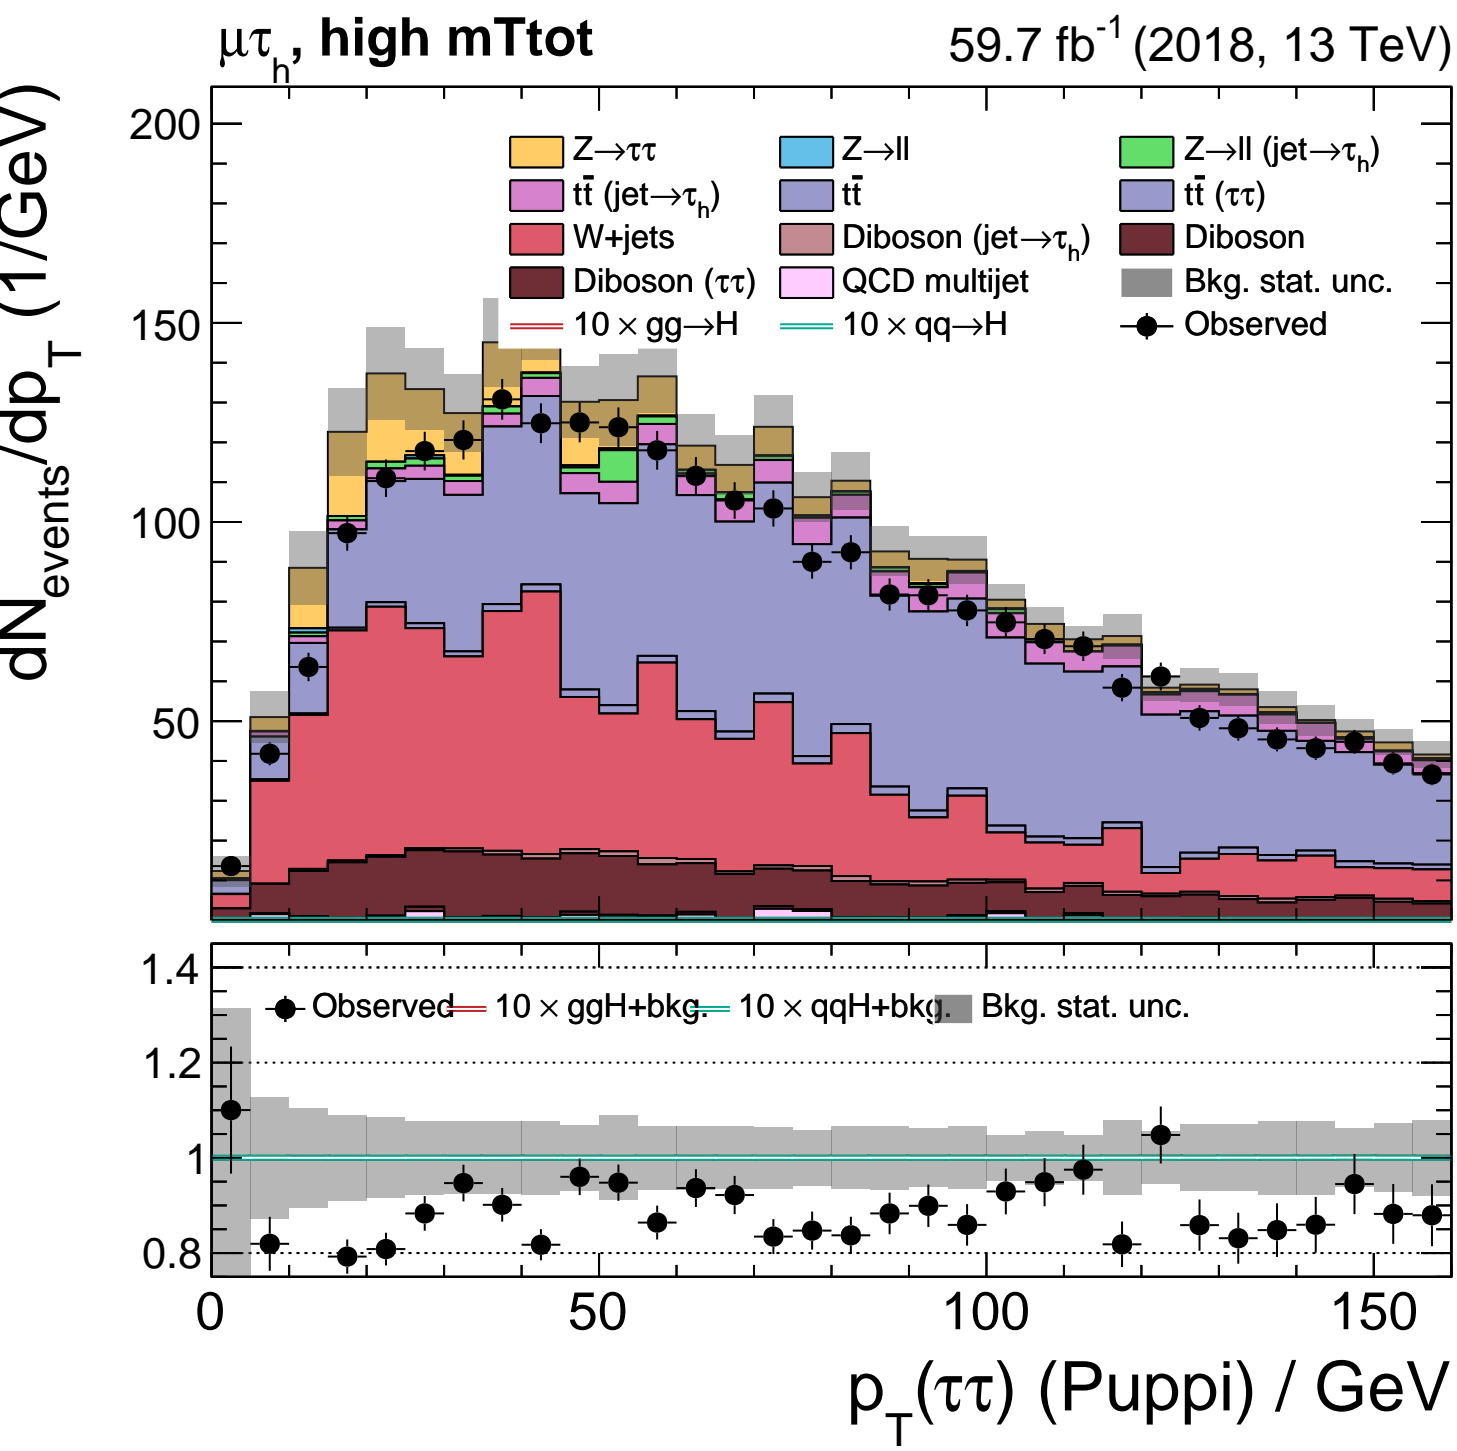 μτh, high mTtot
59.7 fb-1 (2018, 13 TeV)
dNevents/dpT (1/GeV)
200
150
100
50
Z→ττ
Z→ll
Z→ll (jet→τh)
tt̄ (jet→τh)
tt̄
tt̄ (ττ)
W+jets
Diboson (jet→τh)
Diboson
Diboson (ττ)
QCD multijet
Bkg. stat. unc.
10 × gg→H
10 × qq→H
Observed
1.4
1.2
1
0.8
Observed
10 × ggH+bkg.
10 × qqH+bkg.
Bkg. stat. unc.
0
50
100
150
pT(ττ) (Puppi) / GeV